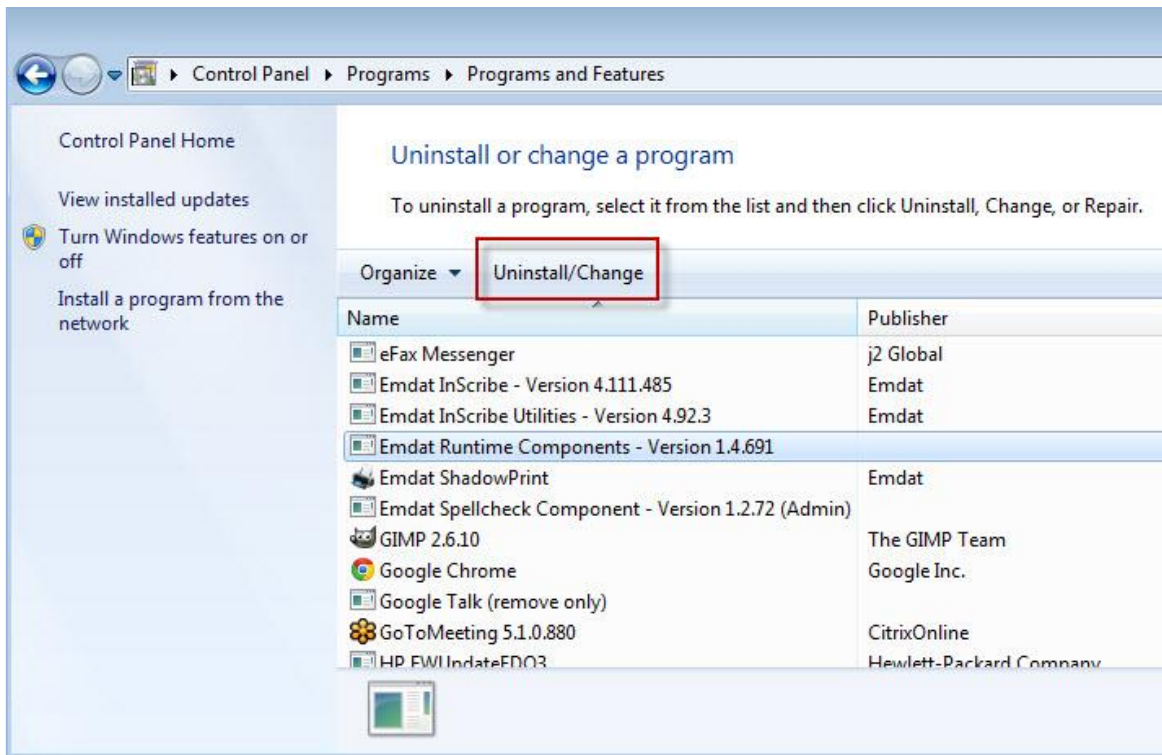 Control Panel Programs Programs and Features
Control Panel Home
View installed updates
Turn Windows features on or
off
Install a program from the
network
Uninstall or change a program
To uninstall a program, select it from the list and then click Uninstall, Change, or Repair.
Organize Uninstall/Change
Name Publisher
eFax Messenger j2 Global
Emdat InScribe - Version 4.111.485 Emdat
Emdat InScribe Utilities - Version 4.92.3 Emdat
Emdat Runtime Components - Version 1.4.691
Emdat ShadowPrint Emdat
Emdat Spellcheck Component - Version 1.2.72 (Admin)
GIMP 2.6.10 The GIMP Team
Google Chrome Google Inc.
Google Talk (remove only)
GoToMeeting 5.1.0.880 CitrixOnline
HP FWUpdateEDO3 Hewlett-Packard Company